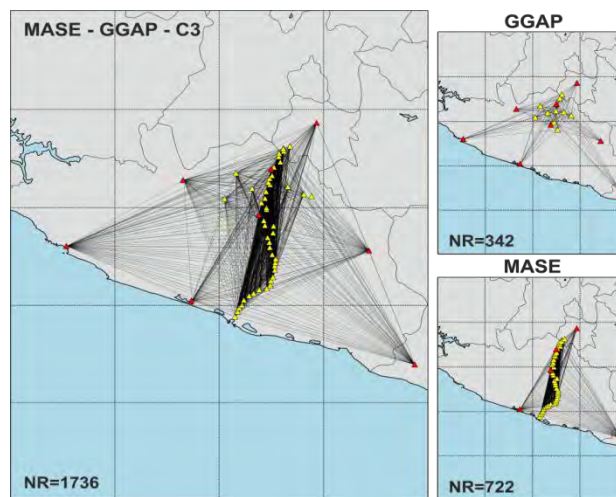 MASE - GGAP - C3
NR=1736
GGAP
NR=342
MASE
NR=722